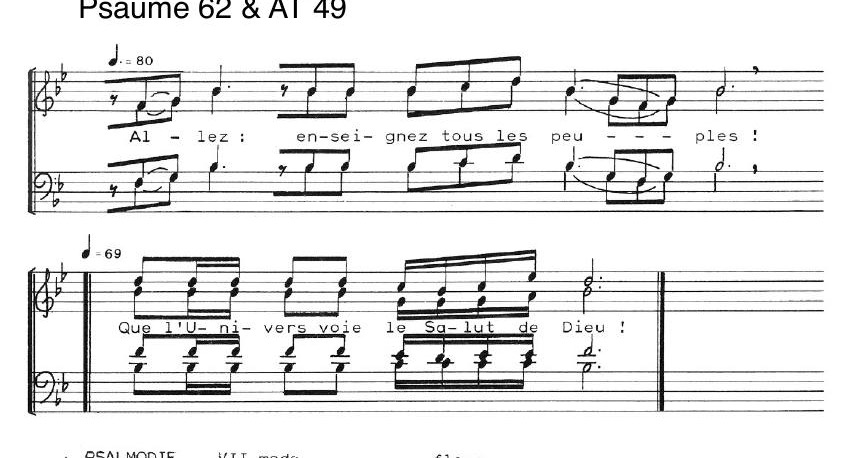 Psaume 62 & AT 49
♩. = 80
Al - lez : en-sei- gnez tous les peu - - - ples !
♩ = 69
Que l'U- ni- vers voie le Sa- lut de Dieu !
PSALMODIE VII mode